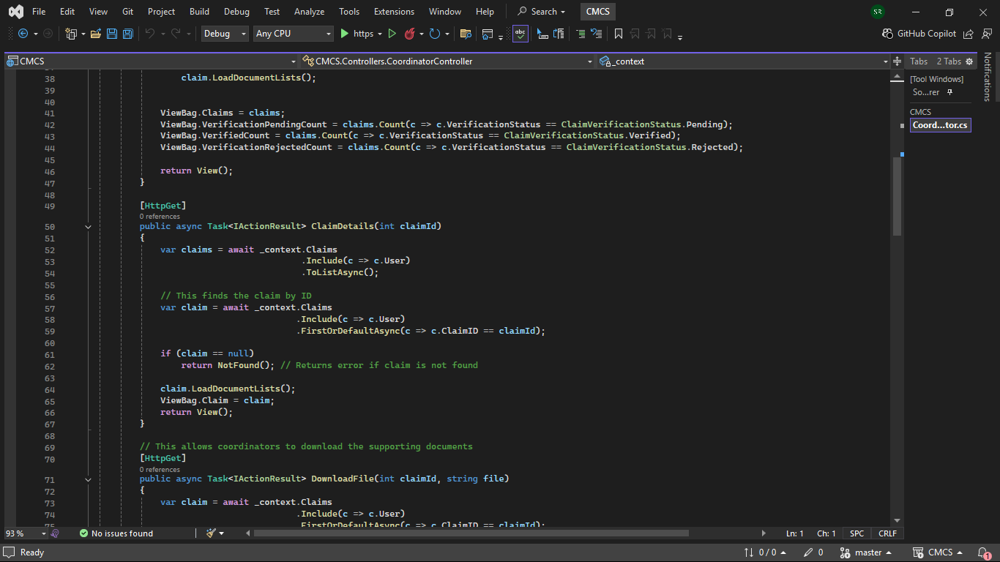 File Edit View Git Project Build Debug Test Analyze Tools Extensions Window Help Search CMCS SR
Debug Any CPU https abc GitHub Copilot
CMCS CMCS.Controllers.CoordinatorController _context Tabs 2 Tabs Notifications
[Tool Windows]
So...rer
CMCS
Coord...tor.cs
38 claim.LoadDocumentLists();
39
40
41 ViewBag.Claims = claims;
42 ViewBag.VerificationPendingCount = claims.Count(c => c.VerificationStatus == ClaimVerificationStatus.Pending);
43 ViewBag.VerifiedCount = claims.Count(c => c.VerificationStatus == ClaimVerificationStatus.Verified);
44 ViewBag.VerificationRejectedCount = claims.Count(c => c.VerificationStatus == ClaimVerificationStatus.Rejected);
45
46 return View();
47 }
48
49 [HttpGet]
0 references
50 public async Task<IActionResult> ClaimDetails(int claimId)
51 {
52 var claims = await _context.Claims
53 .Include(c => c.User)
54 .ToListAsync();
55
56 // This finds the claim by ID
57 var claim = await _context.Claims
58 .Include(c => c.User)
59 .FirstOrDefaultAsync(c => c.ClaimID == claimId);
60
61 if (claim == null)
62 return NotFound(); // Returns error if claim is not found
63
64 claim.LoadDocumentLists();
65 ViewBag.Claim = claim;
66 return View();
67 }
68
69 // This allows coordinators to download the supporting documents
70 [HttpGet]
0 references
71 public async Task<IActionResult> DownloadFile(int claimId, string file)
72 {
73 var claim = await _context.Claims
74 .Include(c => c.User)
75 .FirstOrDefaultAsync(c => c.ClaimID == claimId);
93 % No issues found Ln: 1 Ch: 1 SPC CRLF
Ready 0 / 0 0 master CMCS 1